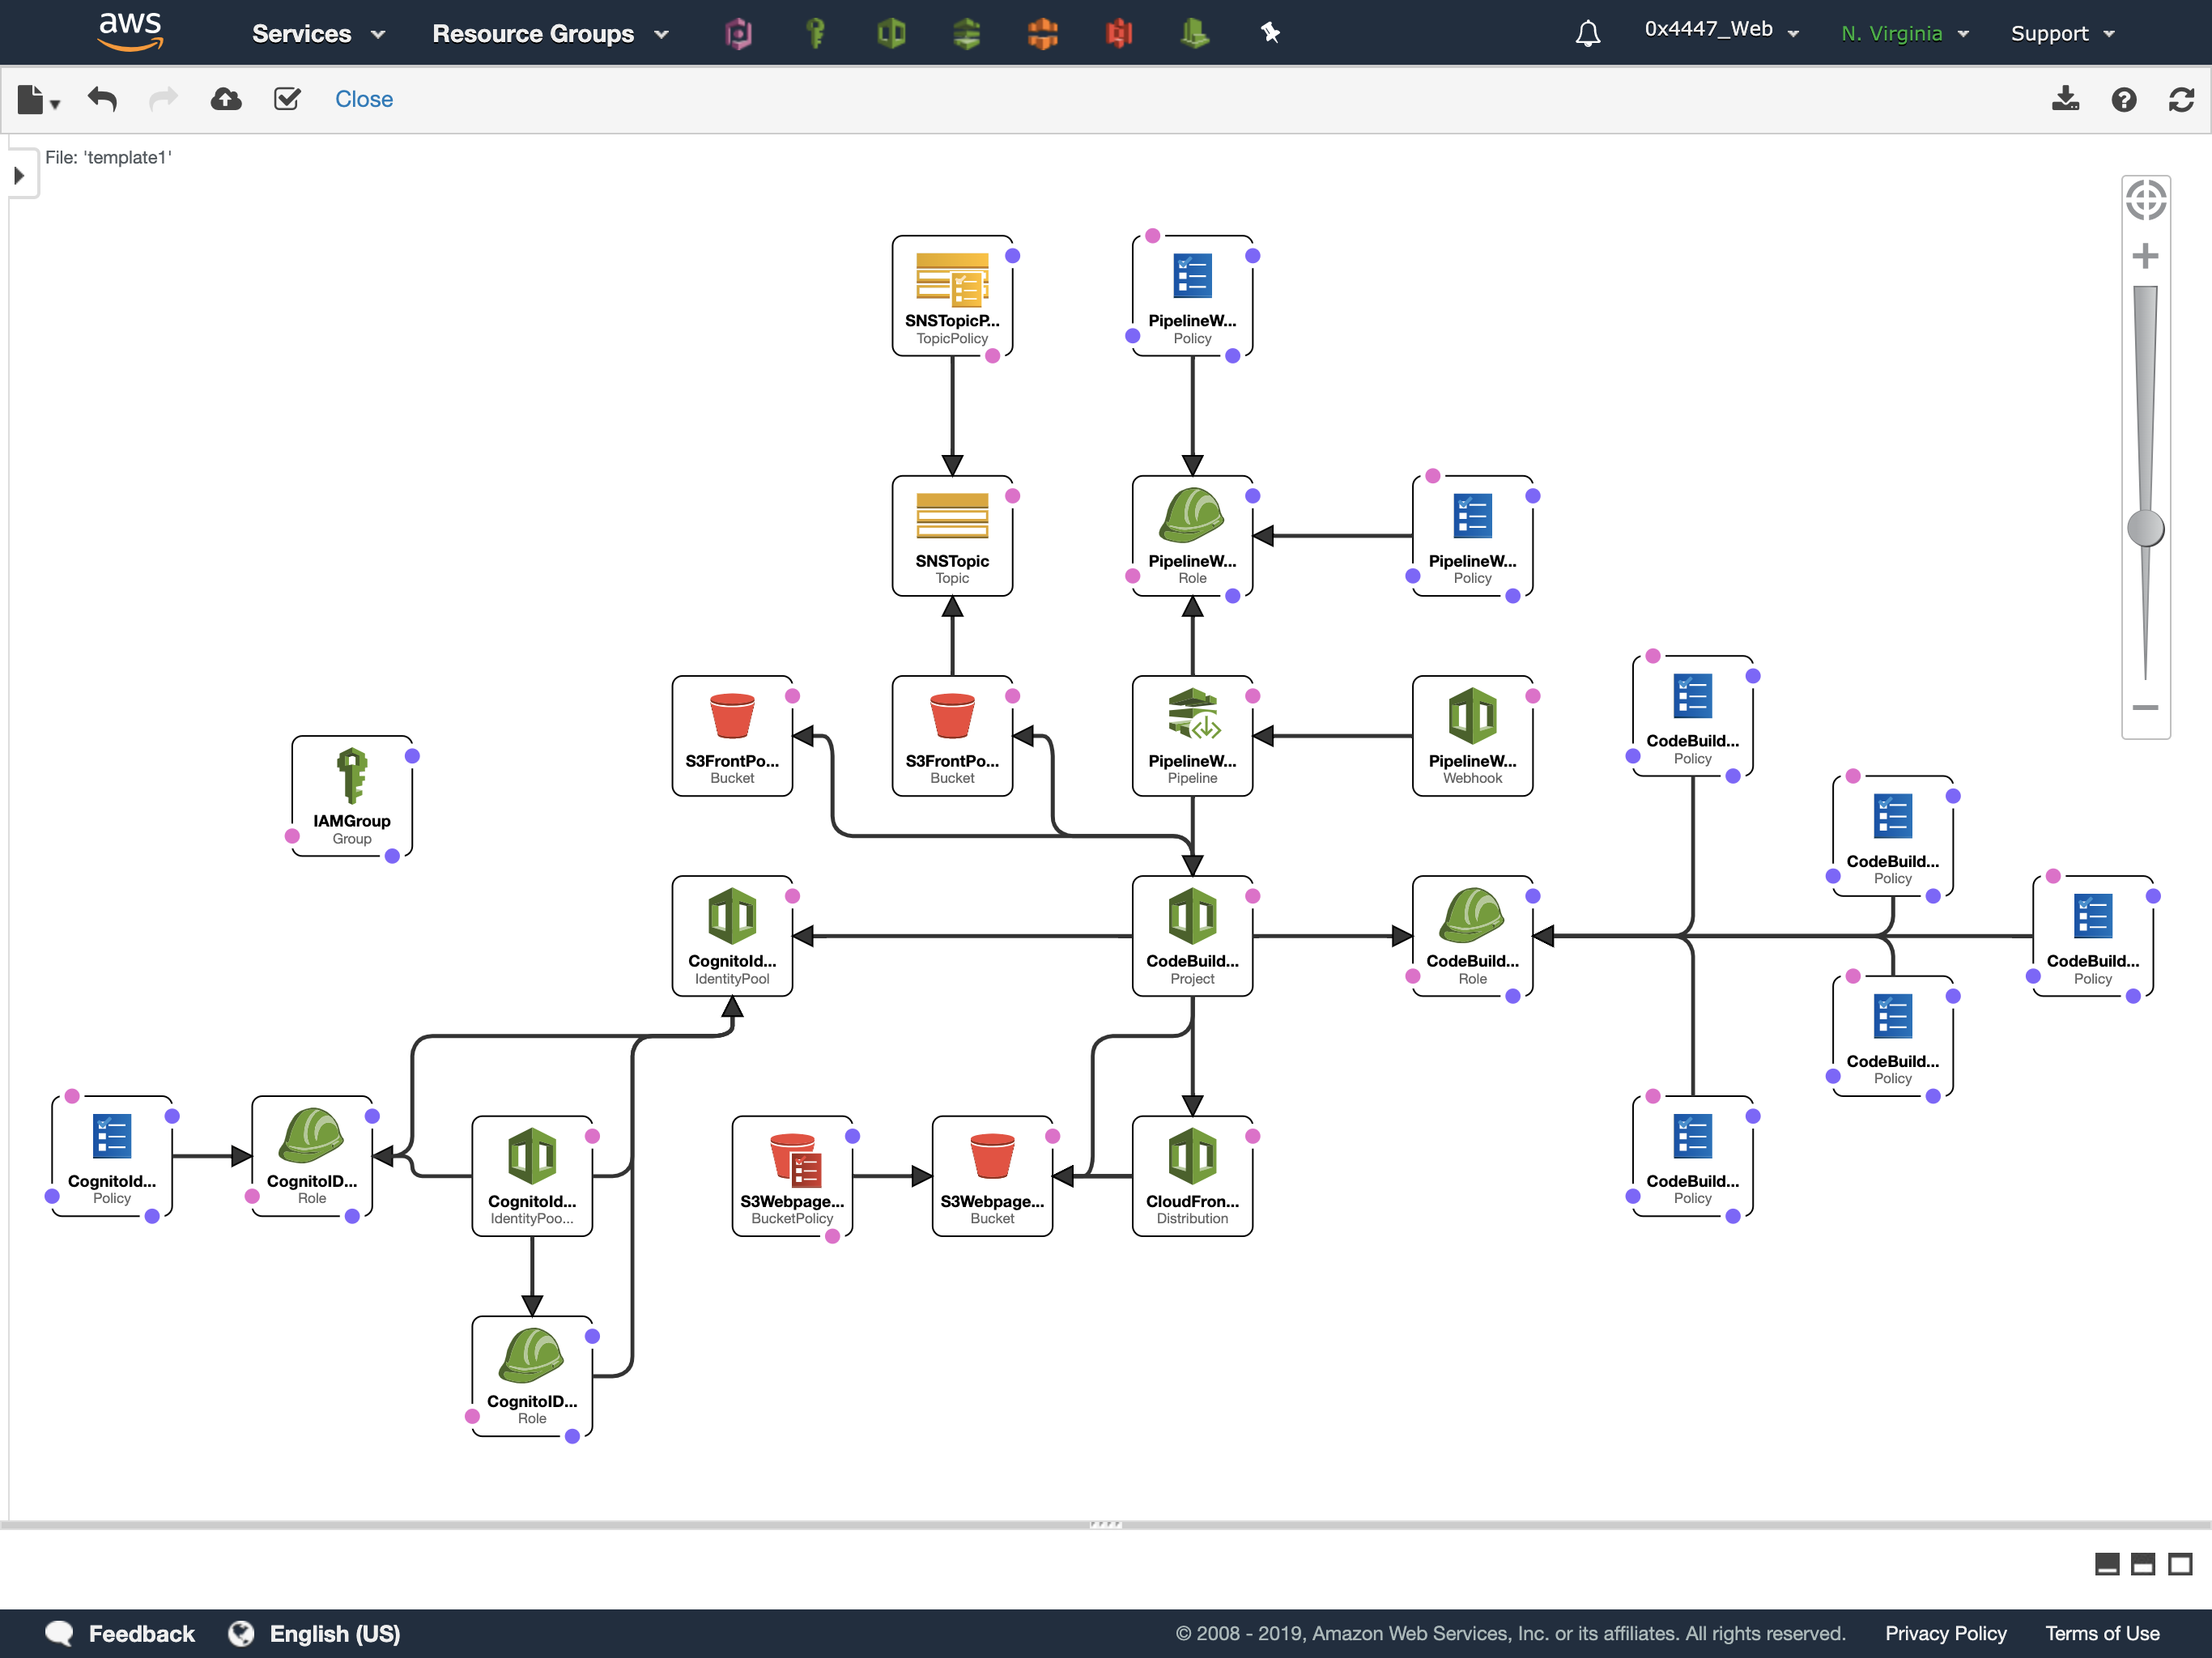 aws Services Resource Groups 0x4447_Web N. Virginia Support
Close
File: 'template1'
SNSTopicP...
TopicPolicy
PipelineW...
Policy
SNSTopic
Topic
PipelineW...
Role
PipelineW...
Policy
S3FrontPo...
Bucket
S3FrontPo...
Bucket
PipelineW...
Pipeline
PipelineW...
Webhook
CodeBuild...
Policy
IAMGroup
Group
CodeBuild...
Policy
CognitoId...
IdentityPool
CodeBuild...
Project
CodeBuild...
Role
CodeBuild...
Policy
CodeBuild...
Policy
CognitoId...
Policy
CognitoID...
Role
CognitoId...
IdentityPoo...
S3Webpage...
BucketPolicy
S3Webpage...
Bucket
CloudFron...
Distribution
CodeBuild...
Policy
CognitoID...
Role
Feedback English (US) © 2008 - 2019, Amazon Web Services, Inc. or its affiliates. All rights reserved. Privacy Policy Terms of Use